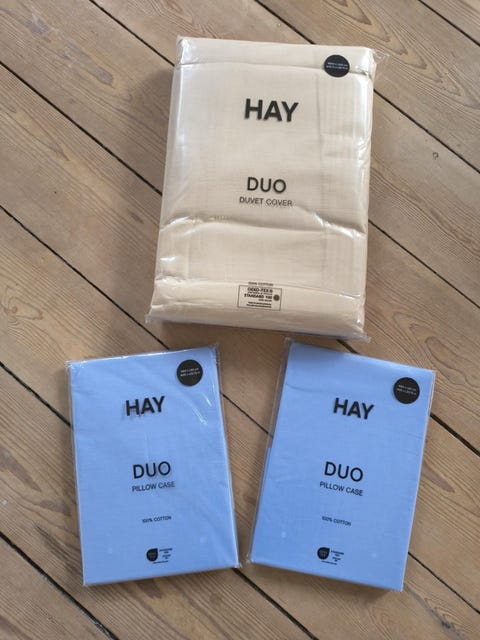 HAY
DUO
DUVET COVER
100% COTTON
OEKO-TEX®
STANDARD 100
HAY
DUO
PILLOW CASE
100% COTTON
HAY
DUO
PILLOW CASE
100% COTTON